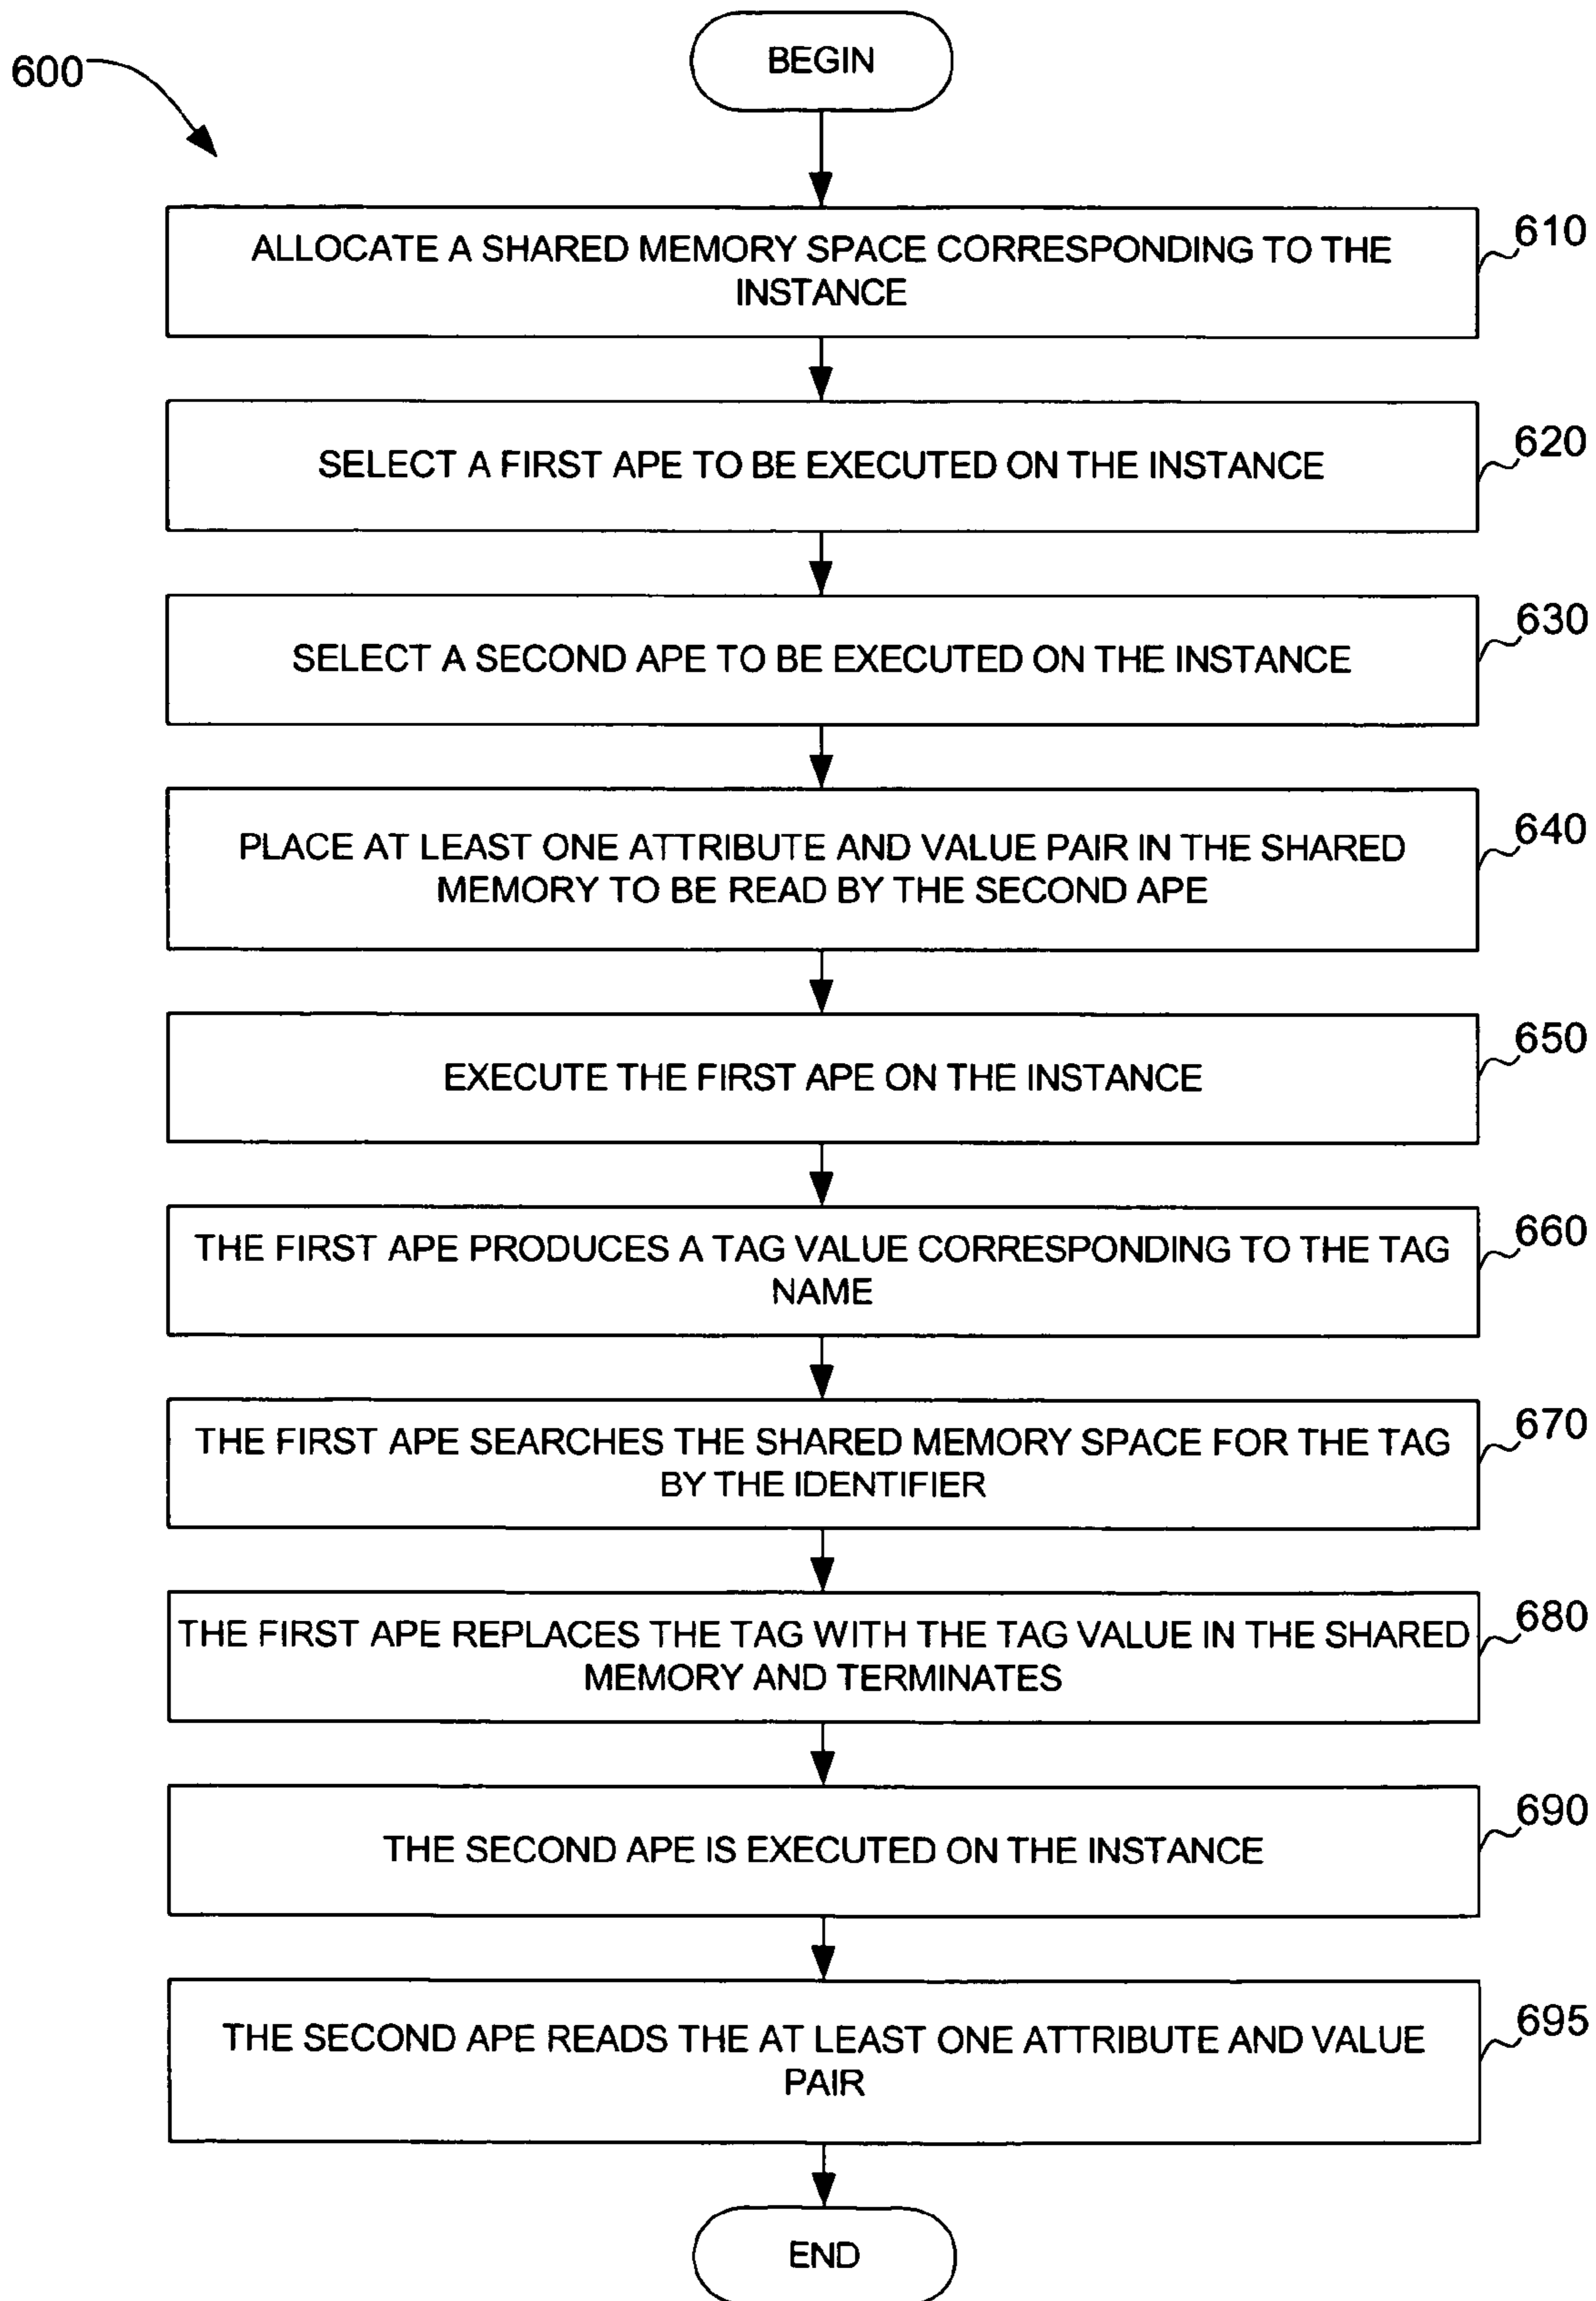 600
BEGIN
ALLOCATE A SHARED MEMORY SPACE CORRESPONDING TO THE
INSTANCE
610
SELECT A FIRST APE TO BE EXECUTED ON THE INSTANCE
620
SELECT A SECOND APE TO BE EXECUTED ON THE INSTANCE
630
PLACE AT LEAST ONE ATTRIBUTE AND VALUE PAIR IN THE SHARED
MEMORY TO BE READ BY THE SECOND APE
640
EXECUTE THE FIRST APE ON THE INSTANCE
650
THE FIRST APE PRODUCES A TAG VALUE CORRESPONDING TO THE TAG
NAME
660
THE FIRST APE SEARCHES THE SHARED MEMORY SPACE FOR THE TAG
BY THE IDENTIFIER
670
THE FIRST APE REPLACES THE TAG WITH THE TAG VALUE IN THE SHARED
MEMORY AND TERMINATES
680
THE SECOND APE IS EXECUTED ON THE INSTANCE
690
THE SECOND APE READS THE AT LEAST ONE ATTRIBUTE AND VALUE
PAIR
695
END